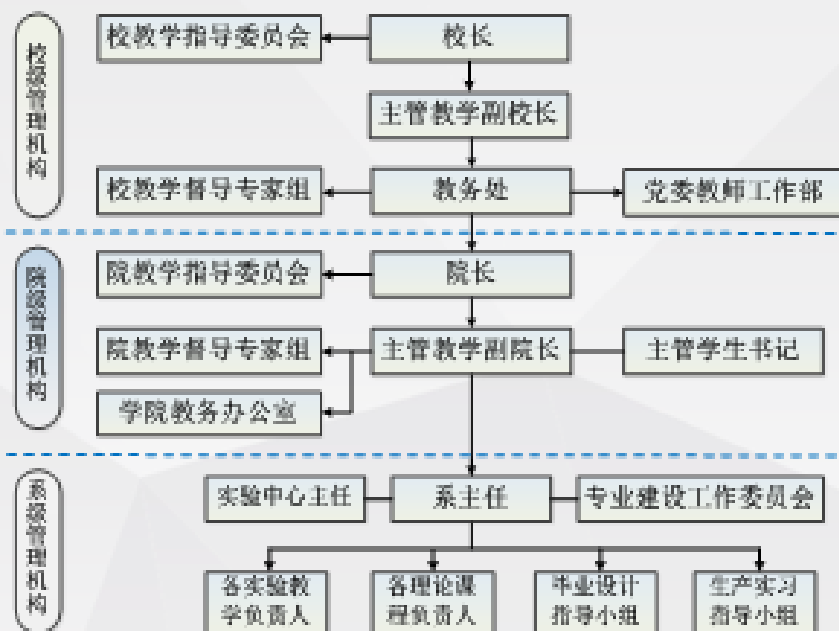 校级管理机构
校教学指导委员会
校长
主管教学副校长
校教学督导专家组
教务处
党委教师工作部
院级管理机构
院教学指导委员会
院长
院教学督导专家组
主管教学副院长
主管学生书记
学院教务办公室
系级管理机构
实验中心主任
系主任
专业建设工作委员会
各实验教
学负责人
各理论课
程负责人
毕业设计
指导小组
生产实习
指导小组